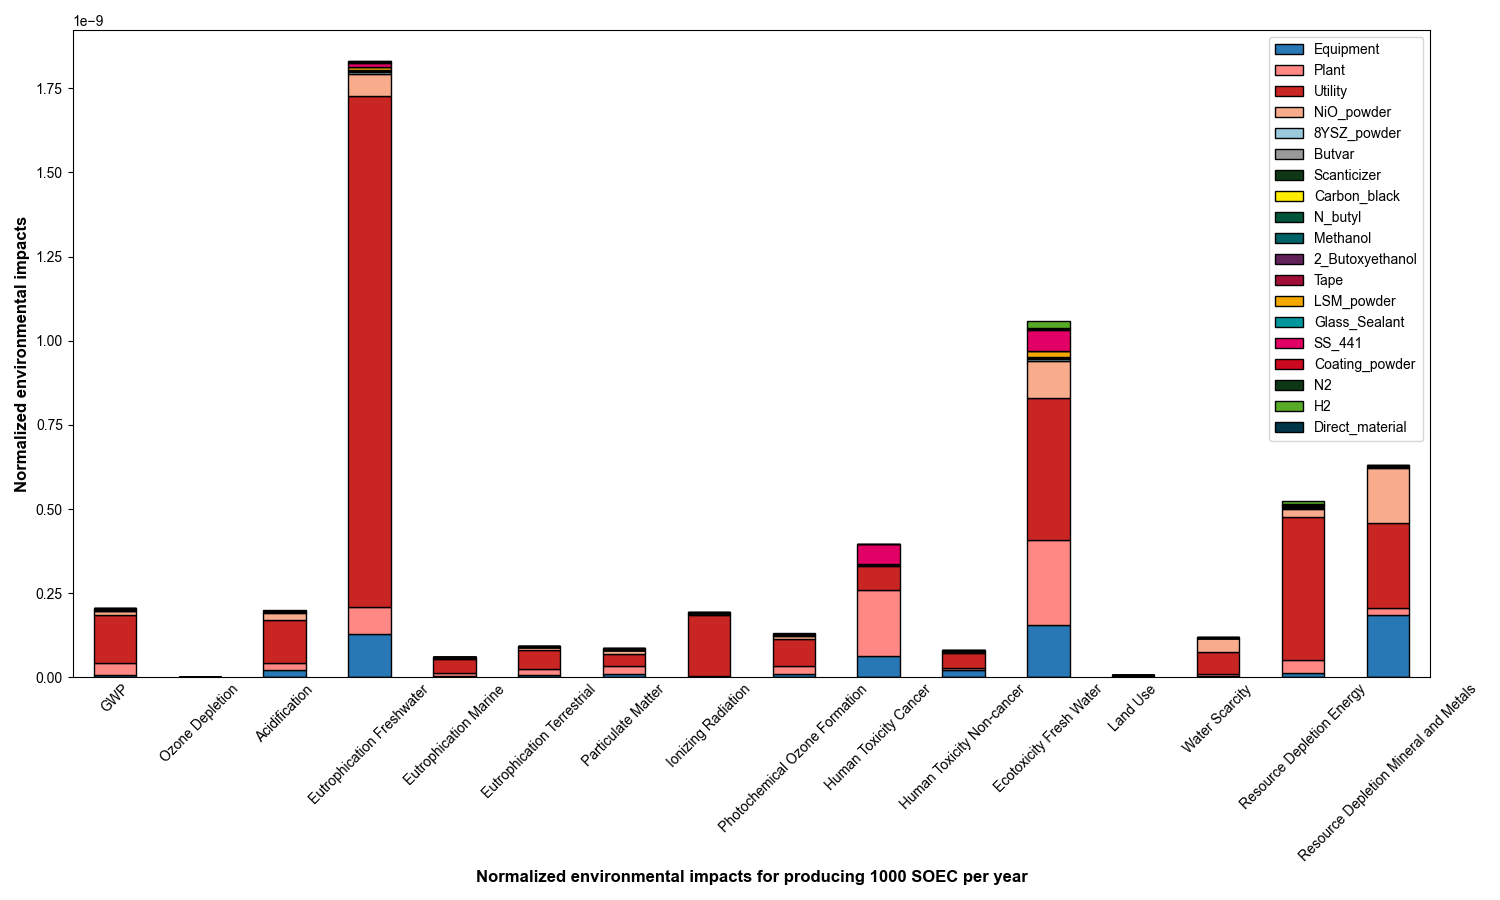 1e−9
1.75
1.50
1.25
1.00
0.75
0.50
0.25
0.00
Normalized environmental impacts
Equipment
Plant
Utility
NiO_powder
8YSZ_powder
Butvar
Scanticizer
Carbon_black
N_butyl
Methanol
2_Butoxyethanol
Tape
LSM_powder
Glass_Sealant
SS_441
Coating_powder
N2
H2
Direct_material
GWP
Ozone Depletion
Acidification
Eutrophication Freshwater
Eutrophication Marine
Eutrophication Terrestrial
Particulate Matter
Ionizing Radiation
Photochemical Ozone Formation
Human Toxicity Cancer
Human Toxicity Non-cancer
Ecotoxicity Fresh Water
Land Use
Water Scarcity
Resource Depletion Energy
Resource Depletion Mineral and Metals
Normalized environmental impacts for producing 1000 SOEC per year